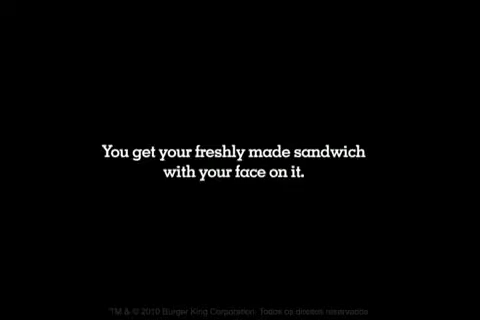 You get your freshly made sandwich
with your face on it.
TM & © 2010 Burger King Corporation. Todos os direitos reservados